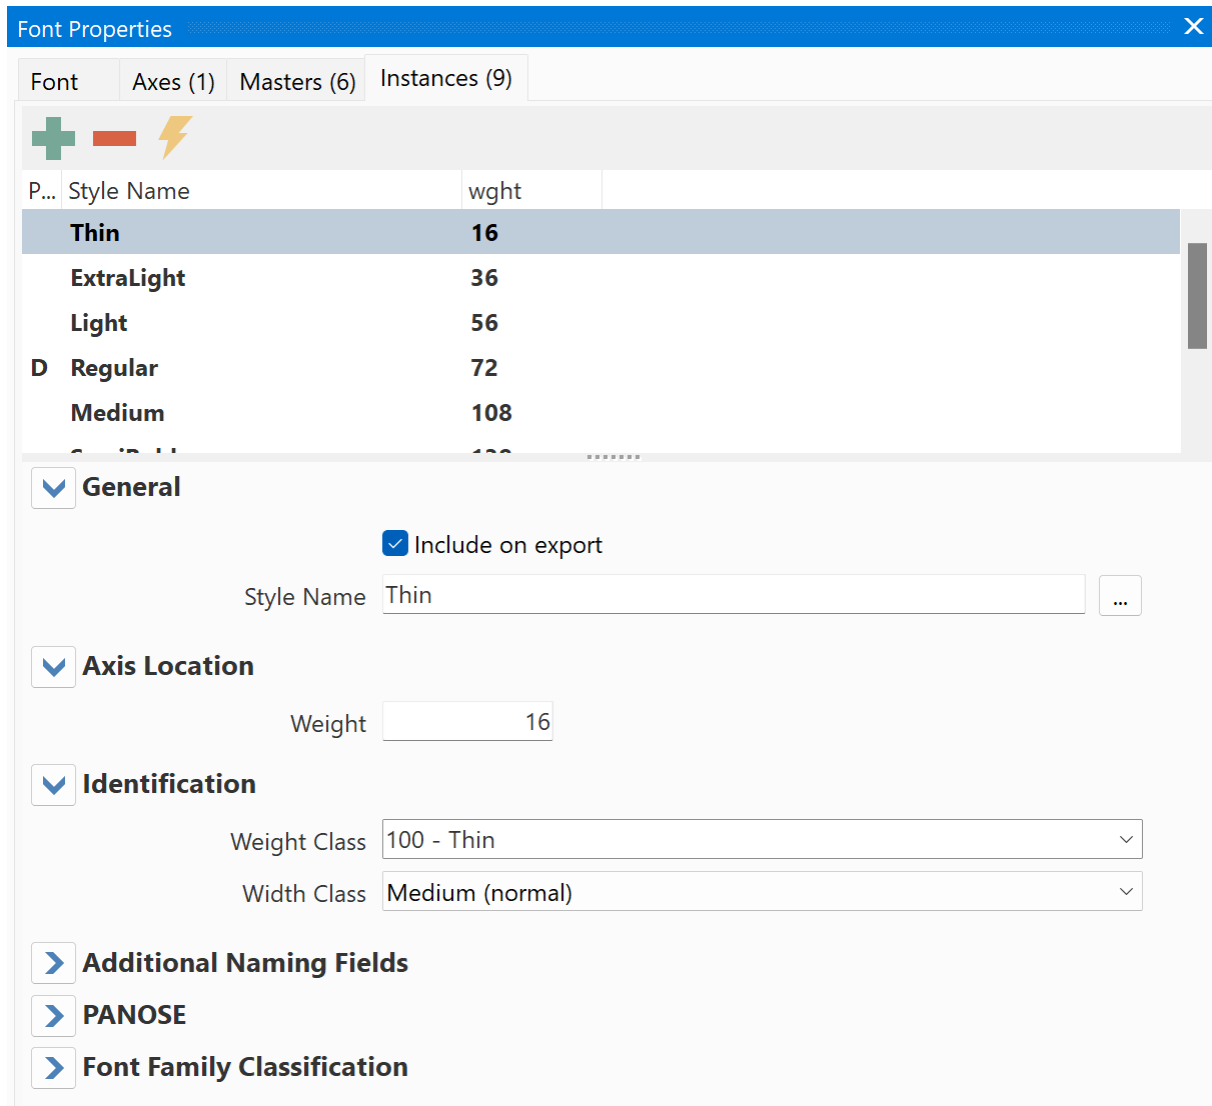 Font Properties
Font Axes (1) Masters (6) Instances (9)
P... Style Name wght
Thin 16
ExtraLight 36
Light 56
D Regular 72
Medium 108
General
Include on export
Style Name Thin ...
Axis Location
Weight 16
Identification
Weight Class 100 - Thin
Width Class Medium (normal)
Additional Naming Fields
PANOSE
Font Family Classification